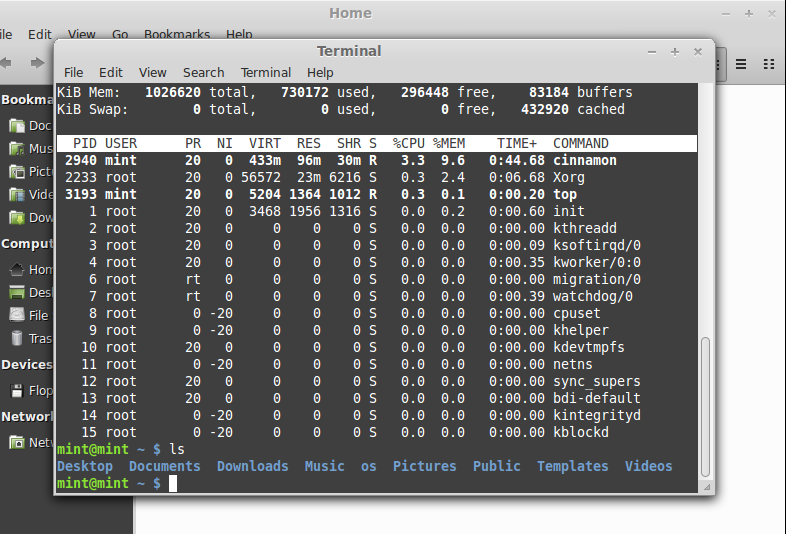 Home
ile Edit View Go Bookmarks Help
Terminal
File Edit View Search Terminal Help
Bookma
Doc
Mus
Pict
Vide
Dow
Comput
Hom
Desk
File
Tras
Devices
Flop
Network
Netw
KiB Mem: 1026620 total, 730172 used, 296448 free, 83184 buffers
KiB Swap: 0 total, 0 used, 0 free, 432920 cached
PID USER PR NI VIRT RES SHR S %CPU %MEM TIME+ COMMAND
2940 mint 20 0 433m 96m 30m R 3.3 9.6 0:44.68 cinnamon
2233 root 20 0 56572 23m 6216 S 0.3 2.4 0:06.68 Xorg
3193 mint 20 0 5204 1364 1012 R 0.3 0.1 0:00.20 top
1 root 20 0 3468 1956 1316 S 0.0 0.2 0:00.60 init
2 root 20 0 0 0 0 S 0.0 0.0 0:00.00 kthreadd
3 root 20 0 0 0 0 S 0.0 0.0 0:00.09 ksoftirqd/0
4 root 20 0 0 0 0 S 0.0 0.0 0:00.35 kworker/0:0
6 root rt 0 0 0 0 S 0.0 0.0 0:00.00 migration/0
7 root rt 0 0 0 0 S 0.0 0.0 0:00.39 watchdog/0
8 root 0 -20 0 0 0 S 0.0 0.0 0:00.00 cpuset
9 root 0 -20 0 0 0 S 0.0 0.0 0:00.00 khelper
10 root 20 0 0 0 0 S 0.0 0.0 0:00.00 kdevtmpfs
11 root 0 -20 0 0 0 S 0.0 0.0 0:00.00 netns
12 root 20 0 0 0 0 S 0.0 0.0 0:00.00 sync_supers
13 root 20 0 0 0 0 S 0.0 0.0 0:00.00 bdi-default
14 root 0 -20 0 0 0 S 0.0 0.0 0:00.00 kintegrityd
15 root 0 -20 0 0 0 S 0.0 0.0 0:00.00 kblockd
mint@mint ~ $ ls
Desktop Documents Downloads Music os Pictures Public Templates Videos
mint@mint ~ $